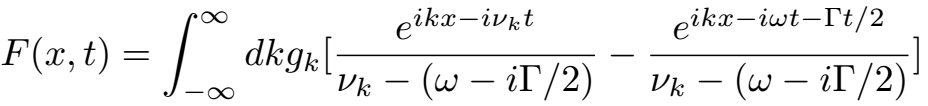 F(x,t) = \int_{-\infty}^{\infty} dk g_k [\frac{e^{ikx-i\nu_k t}}{\nu_k - (\omega - i\Gamma/2)} - \frac{e^{ikx-i\omega t-\Gamma t/2}}{\nu_k - (\omega - i\Gamma/2)}]